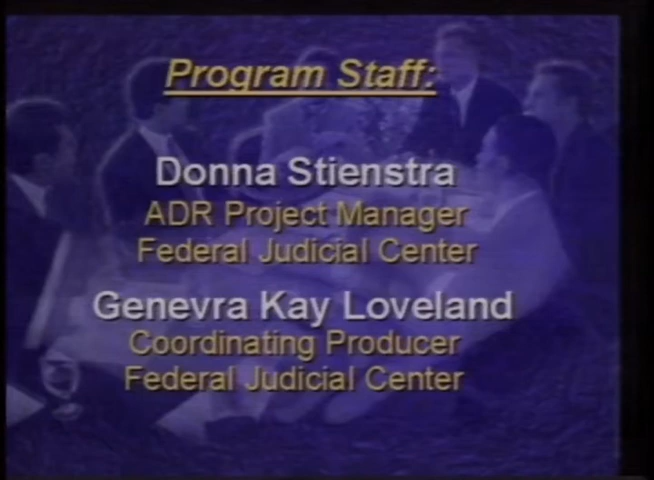 Program Staff:
Donna Stienstra
ADR Project Manager
Federal Judicial Center
Genevra Kay Loveland
Coordinating Producer
Federal Judicial Center